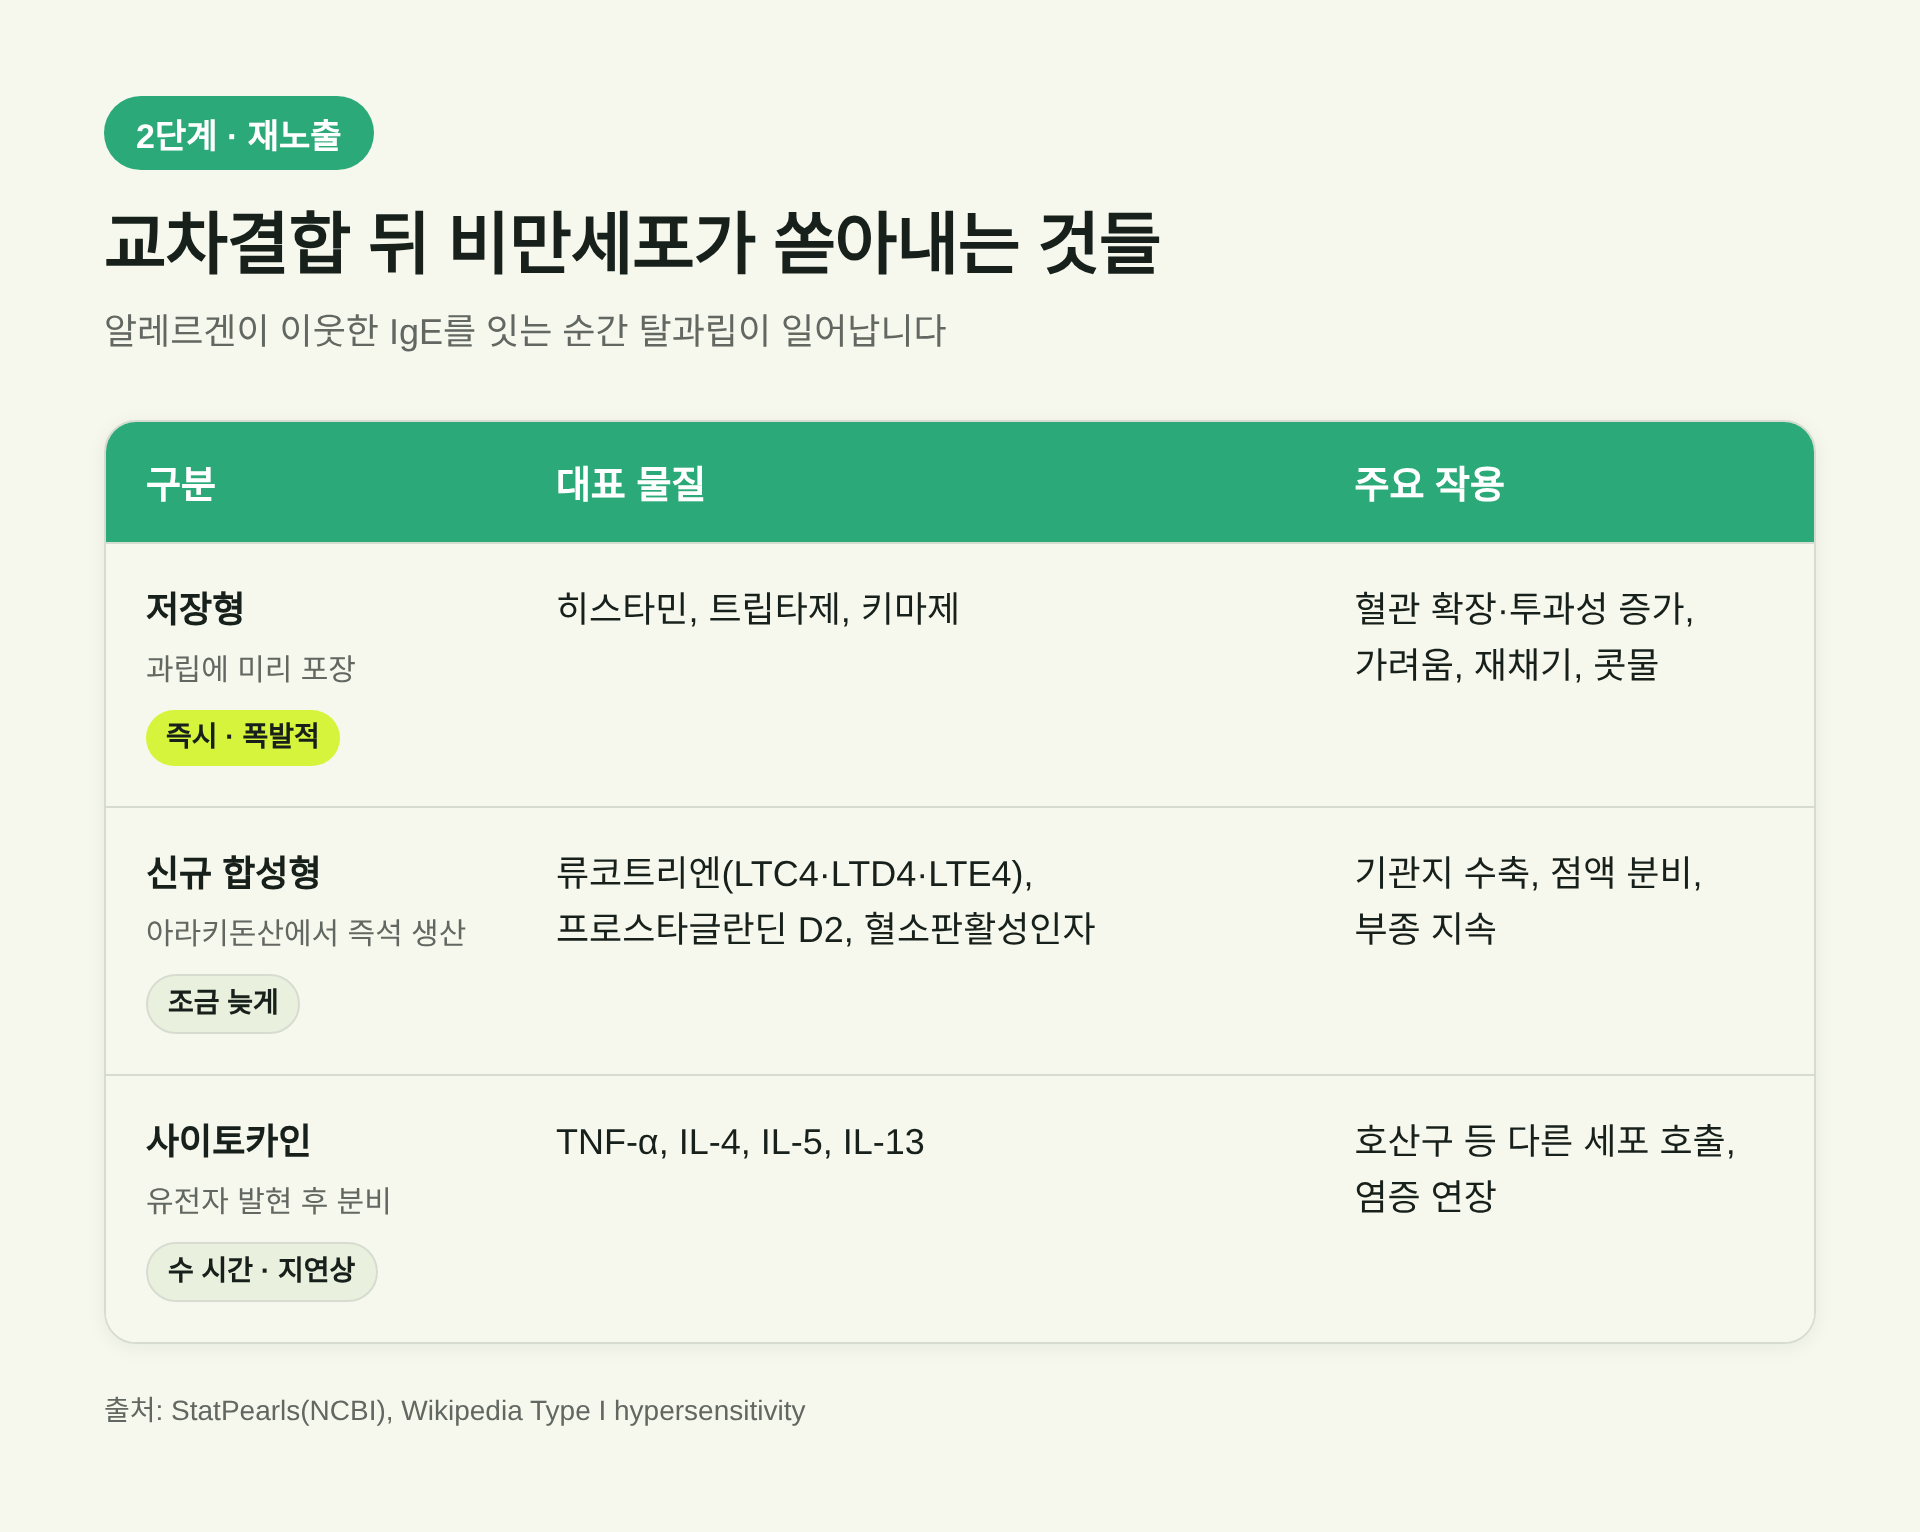 2단계 · 재노출
교차결합 뒤 비만세포가 쏟아내는 것들
알레르겐이 이웃한 IgE를 잇는 순간 탈과립이 일어납니다
구분
대표 물질
주요 작용
저장형
과립에 미리 포장
즉시 · 폭발적
히스타민, 트립타제, 키마제
혈관 확장·투과성 증가,
가려움, 재채기, 콧물
신규 합성형
아라키돈산에서 즉석 생산
조금 늦게
류코트리엔(LTC4·LTD4·LTE4),
프로스타글란딘 D2, 혈소판활성인자
기관지 수축, 점액 분비,
부종 지속
사이토카인
유전자 발현 후 분비
수 시간 · 지연상
TNF-α, IL-4, IL-5, IL-13
호산구 등 다른 세포 호출,
염증 연장
출처: StatPearls(NCBI), Wikipedia Type I hypersensitivity